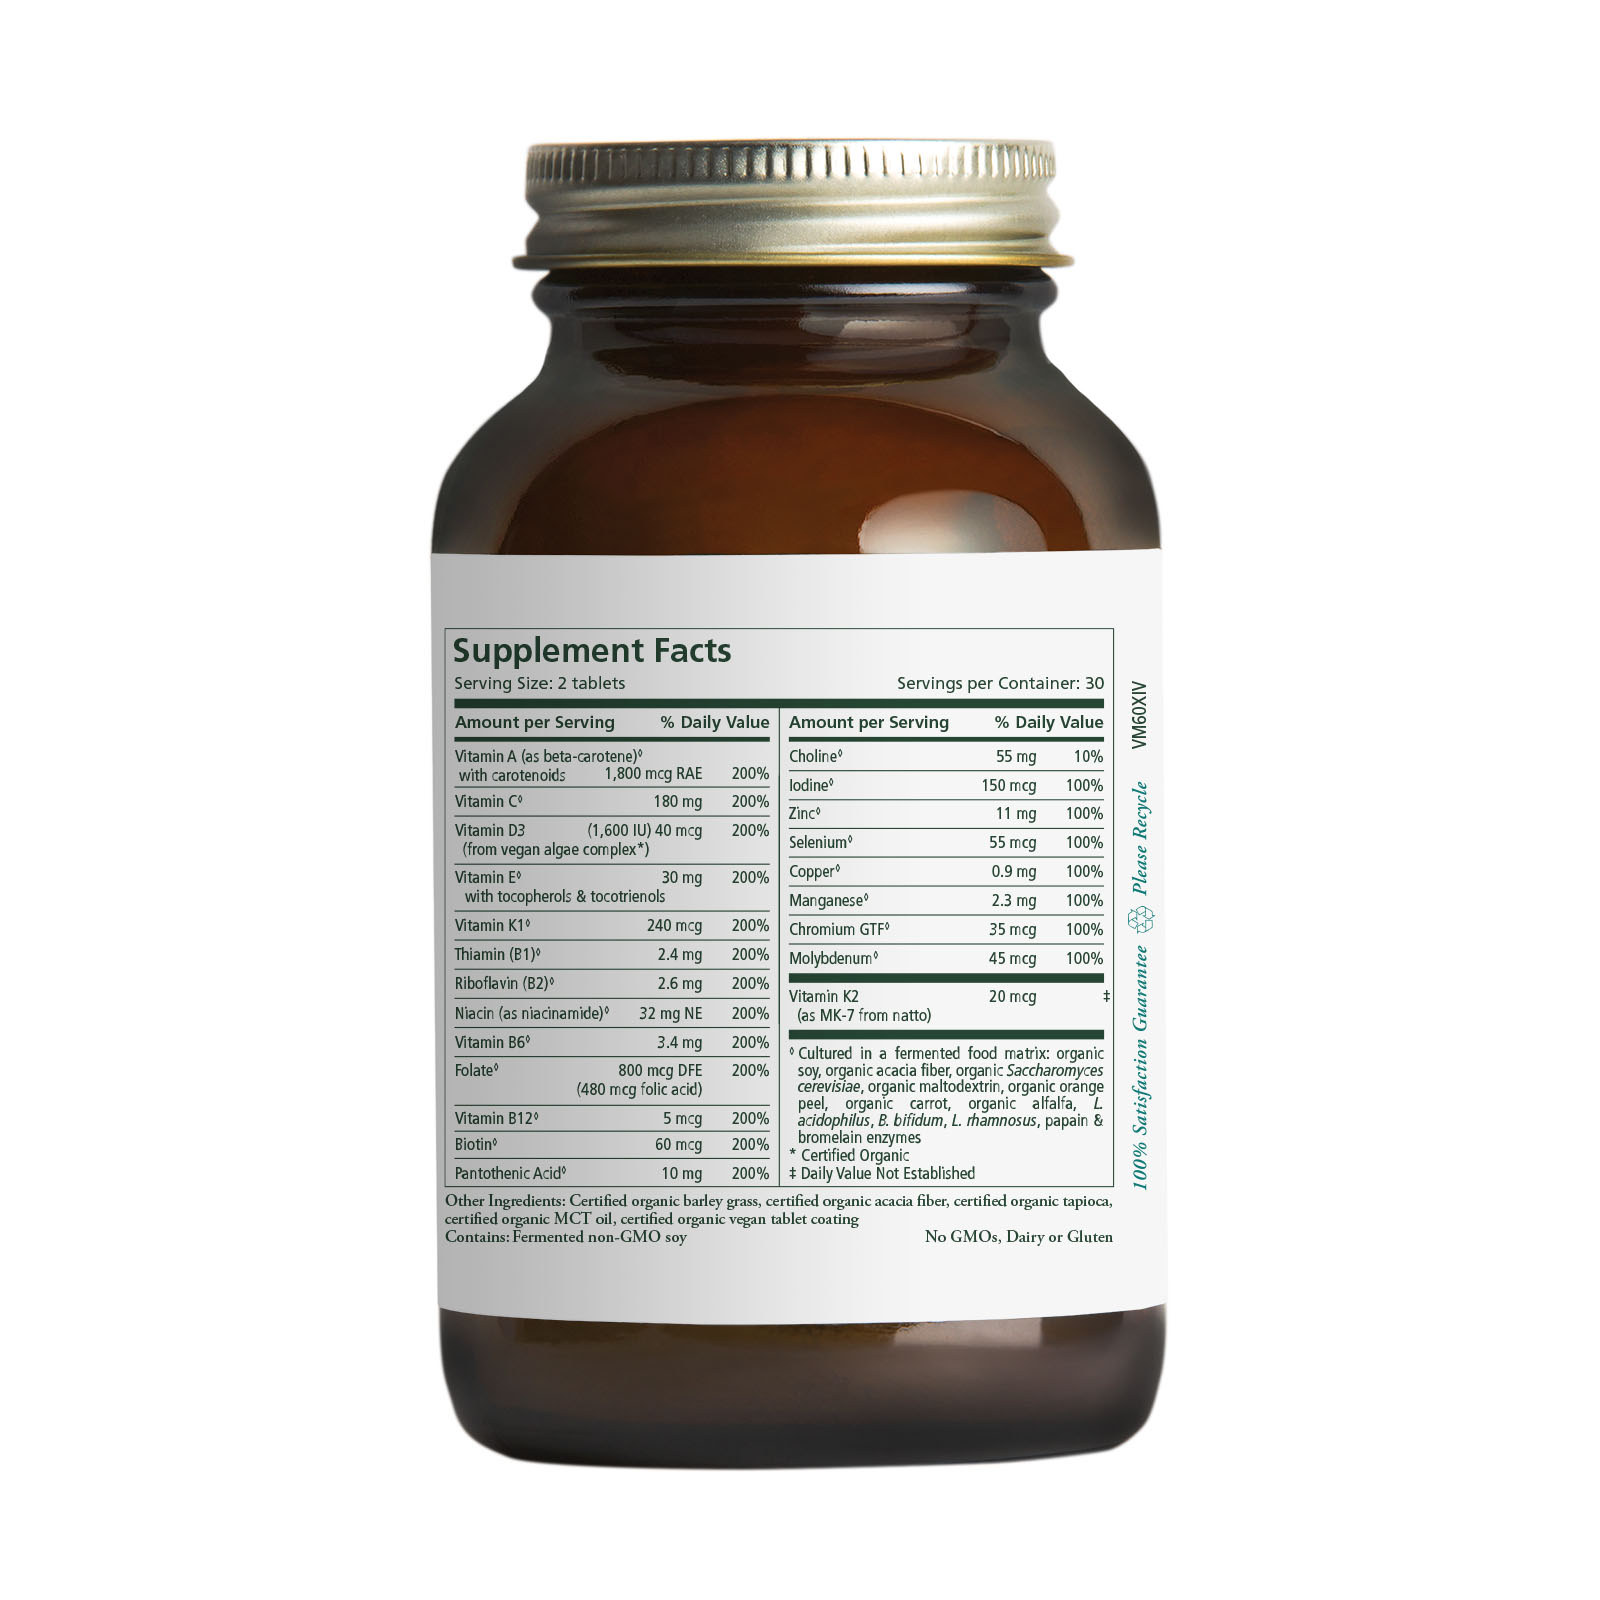 Supplement Facts
Serving Size: 2 tablets
Servings per Container: 30
Amount per Serving % Daily Value
Vitamin A (as beta-carotene)◊
with carotenoids 1,800 mcg RAE 200%
Vitamin C◊ 180 mg 200%
Vitamin D3 (1,600 IU) 40 mcg 200%
(from vegan algae complex*)
Vitamin E◊ 30 mg 200%
with tocopherols & tocotrienols
Vitamin K1◊ 240 mcg 200%
Thiamin (B1)◊ 2.4 mg 200%
Riboflavin (B2)◊ 2.6 mg 200%
Niacin (as niacinamide)◊ 32 mg NE 200%
Vitamin B6◊ 3.4 mg 200%
Folate◊ 800 mcg DFE 200%
(480 mcg folic acid)
Vitamin B12◊ 5 mcg 200%
Biotin◊ 60 mcg 200%
Pantothenic Acid◊ 10 mg 200%
Amount per Serving % Daily Value
Choline◊ 55 mg 10%
Iodine◊ 150 mcg 100%
Zinc◊ 11 mg 100%
Selenium◊ 55 mcg 100%
Copper◊ 0.9 mg 100%
Manganese◊ 2.3 mg 100%
Chromium GTF◊ 35 mcg 100%
Molybdenum◊ 45 mcg 100%
Vitamin K2 20 mcg ‡
(as MK-7 from natto)
◊ Cultured in a fermented food matrix: organic
soy, organic acacia fiber, organic Saccharomyces
cerevisiae, organic maltodextrin, organic orange
peel, organic carrot, organic alfalfa, L.
acidophilus, B. bifidum, L. rhamnosus, papain &
bromelain enzymes
* Certified Organic
‡ Daily Value Not Established
Other Ingredients: Certified organic barley grass, certified organic acacia fiber, certified organic tapioca,
certified organic MCT oil, certified organic vegan tablet coating
Contains: Fermented non-GMO soy
No GMOs, Dairy or Gluten
100% Satisfaction Guarantee Please Recycle VM60XIV